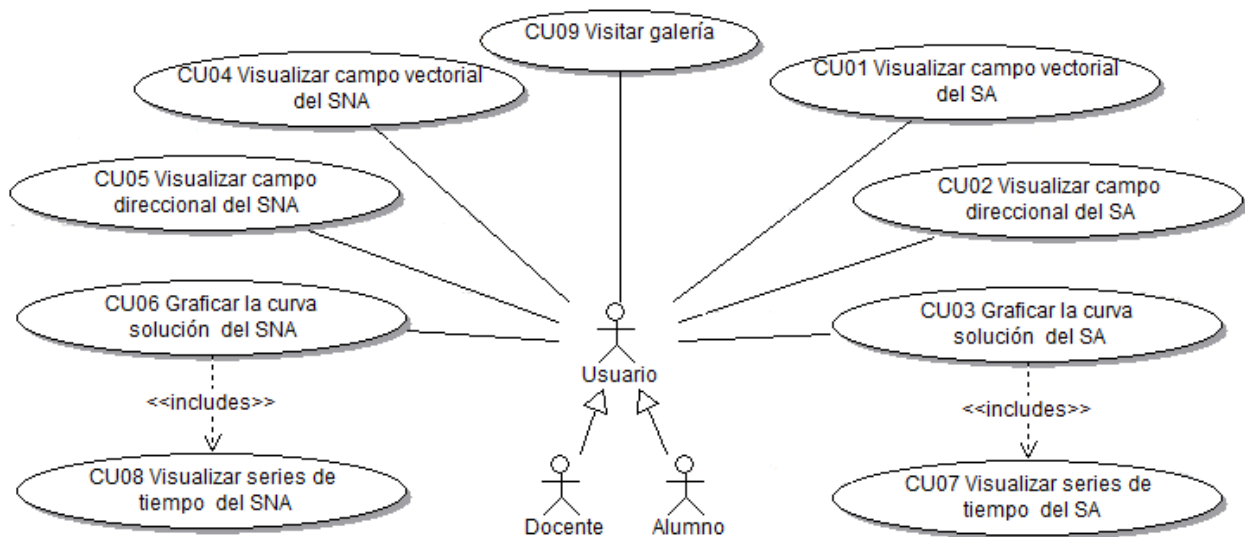 CU09 Visitar galería
CU04 Visualizar campo vectorial
del SNA
CU01 Visualizar campo vectorial
del SA
CU05 Visualizar campo
direccional del SNA
CU02 Visualizar campo
direccional del SA
CU06 Graficar la curva
solución del SNA
CU03 Graficar la curva
solución del SA
Usuario
<<includes>>
<<includes>>
CU08 Visualizar series de
tiempo del SNA
CU07 Visualizar series de
tiempo del SA
Docente
Alumno